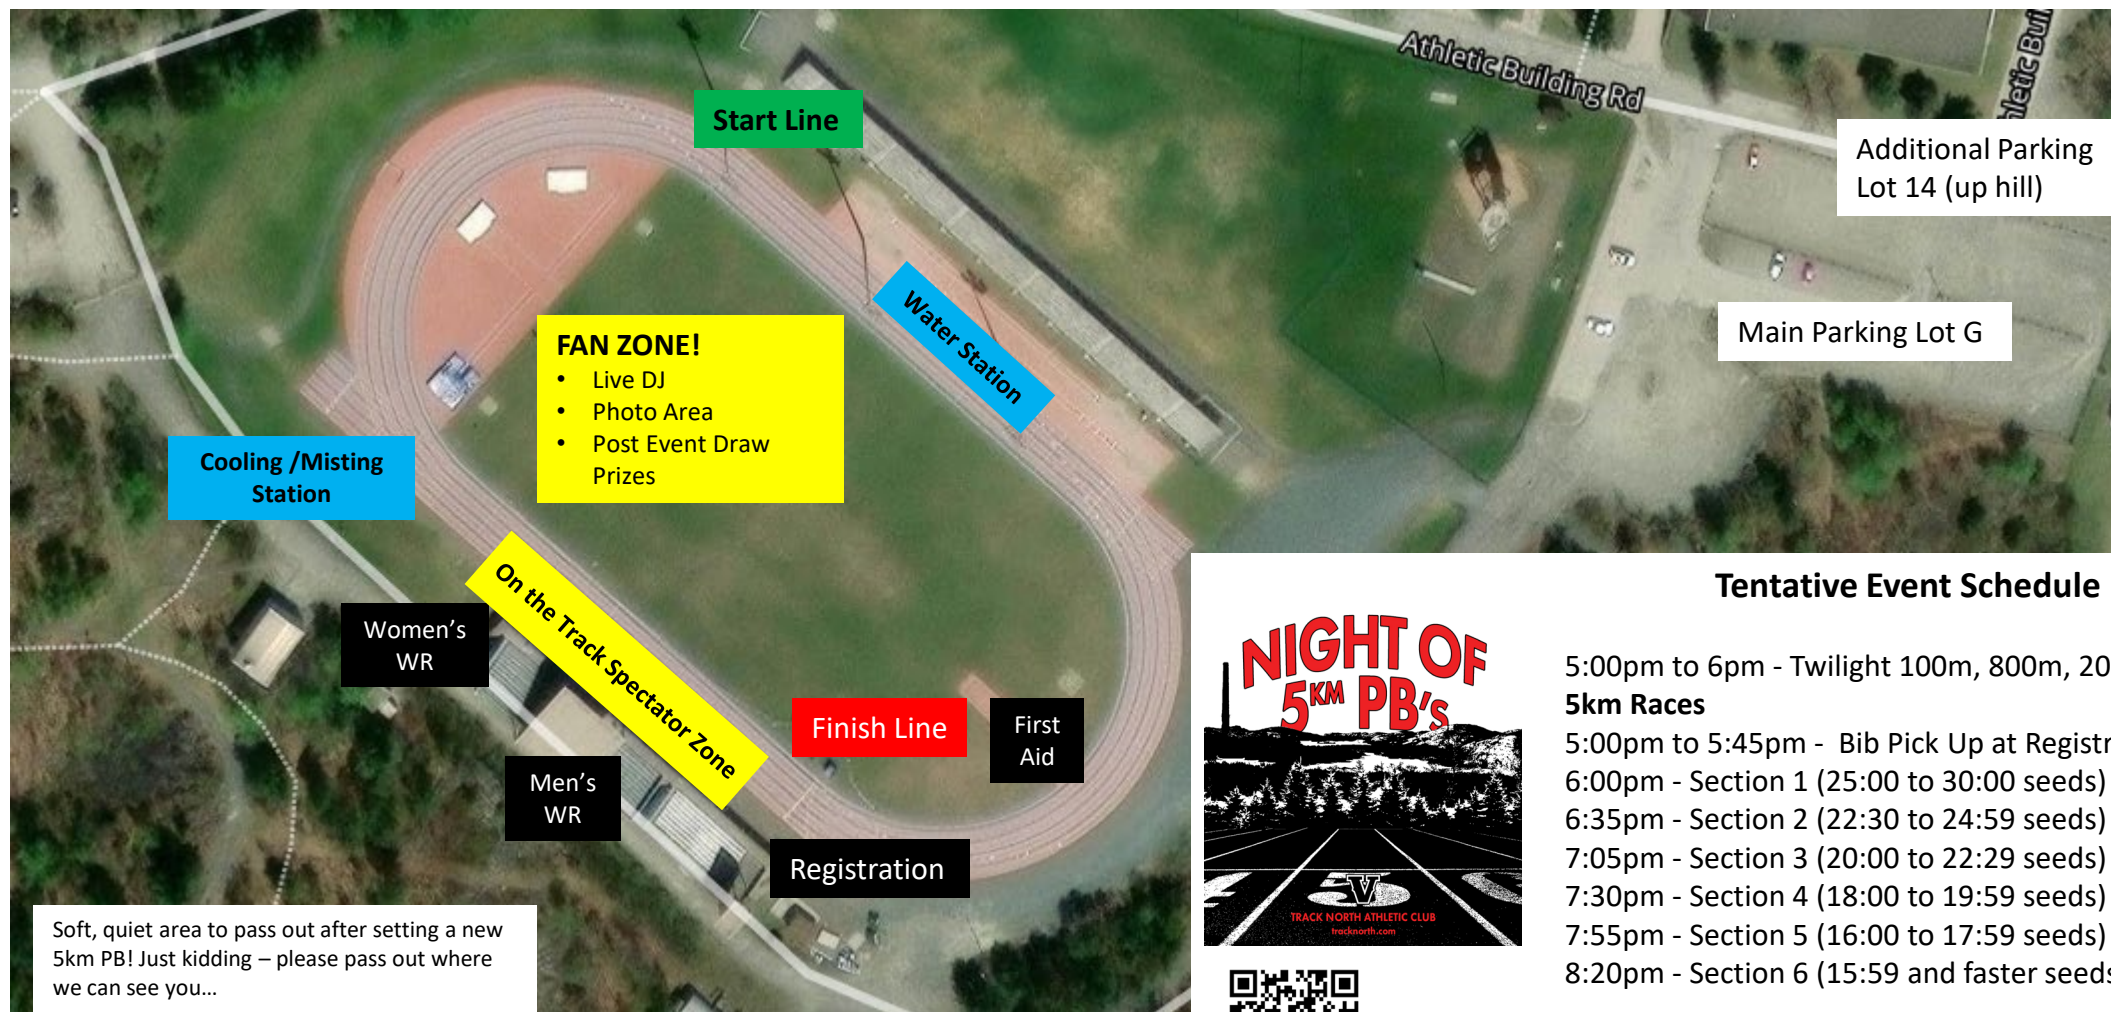 Athletic Building Rd
Start Line
Additional Parking
Lot 14 (up hill)
Main Parking Lot G
Water Station
FAN ZONE!
• Live DJ
• Photo Area
• Post Event Draw
Prizes
Cooling /Misting
Station
On the Track Spectator Zone
Women's
WR
Men's
WR
Finish Line
First
Aid
Registration
Soft, quiet area to pass out after setting a new
5km PB! Just kidding – please pass out where
we can see you...
NIGHT OF
5KM PB's
V
TRACK NORTH ATHLETIC CLUB
tracknorth.com
Tentative Event Schedule
5:00pm to 6pm - Twilight 100m, 800m, 20
5km Races
5:00pm to 5:45pm - Bib Pick Up at Registr
6:00pm - Section 1 (25:00 to 30:00 seeds)
6:35pm - Section 2 (22:30 to 24:59 seeds)
7:05pm - Section 3 (20:00 to 22:29 seeds)
7:30pm - Section 4 (18:00 to 19:59 seeds)
7:55pm - Section 5 (16:00 to 17:59 seeds)
8:20pm - Section 6 (15:59 and faster seeds